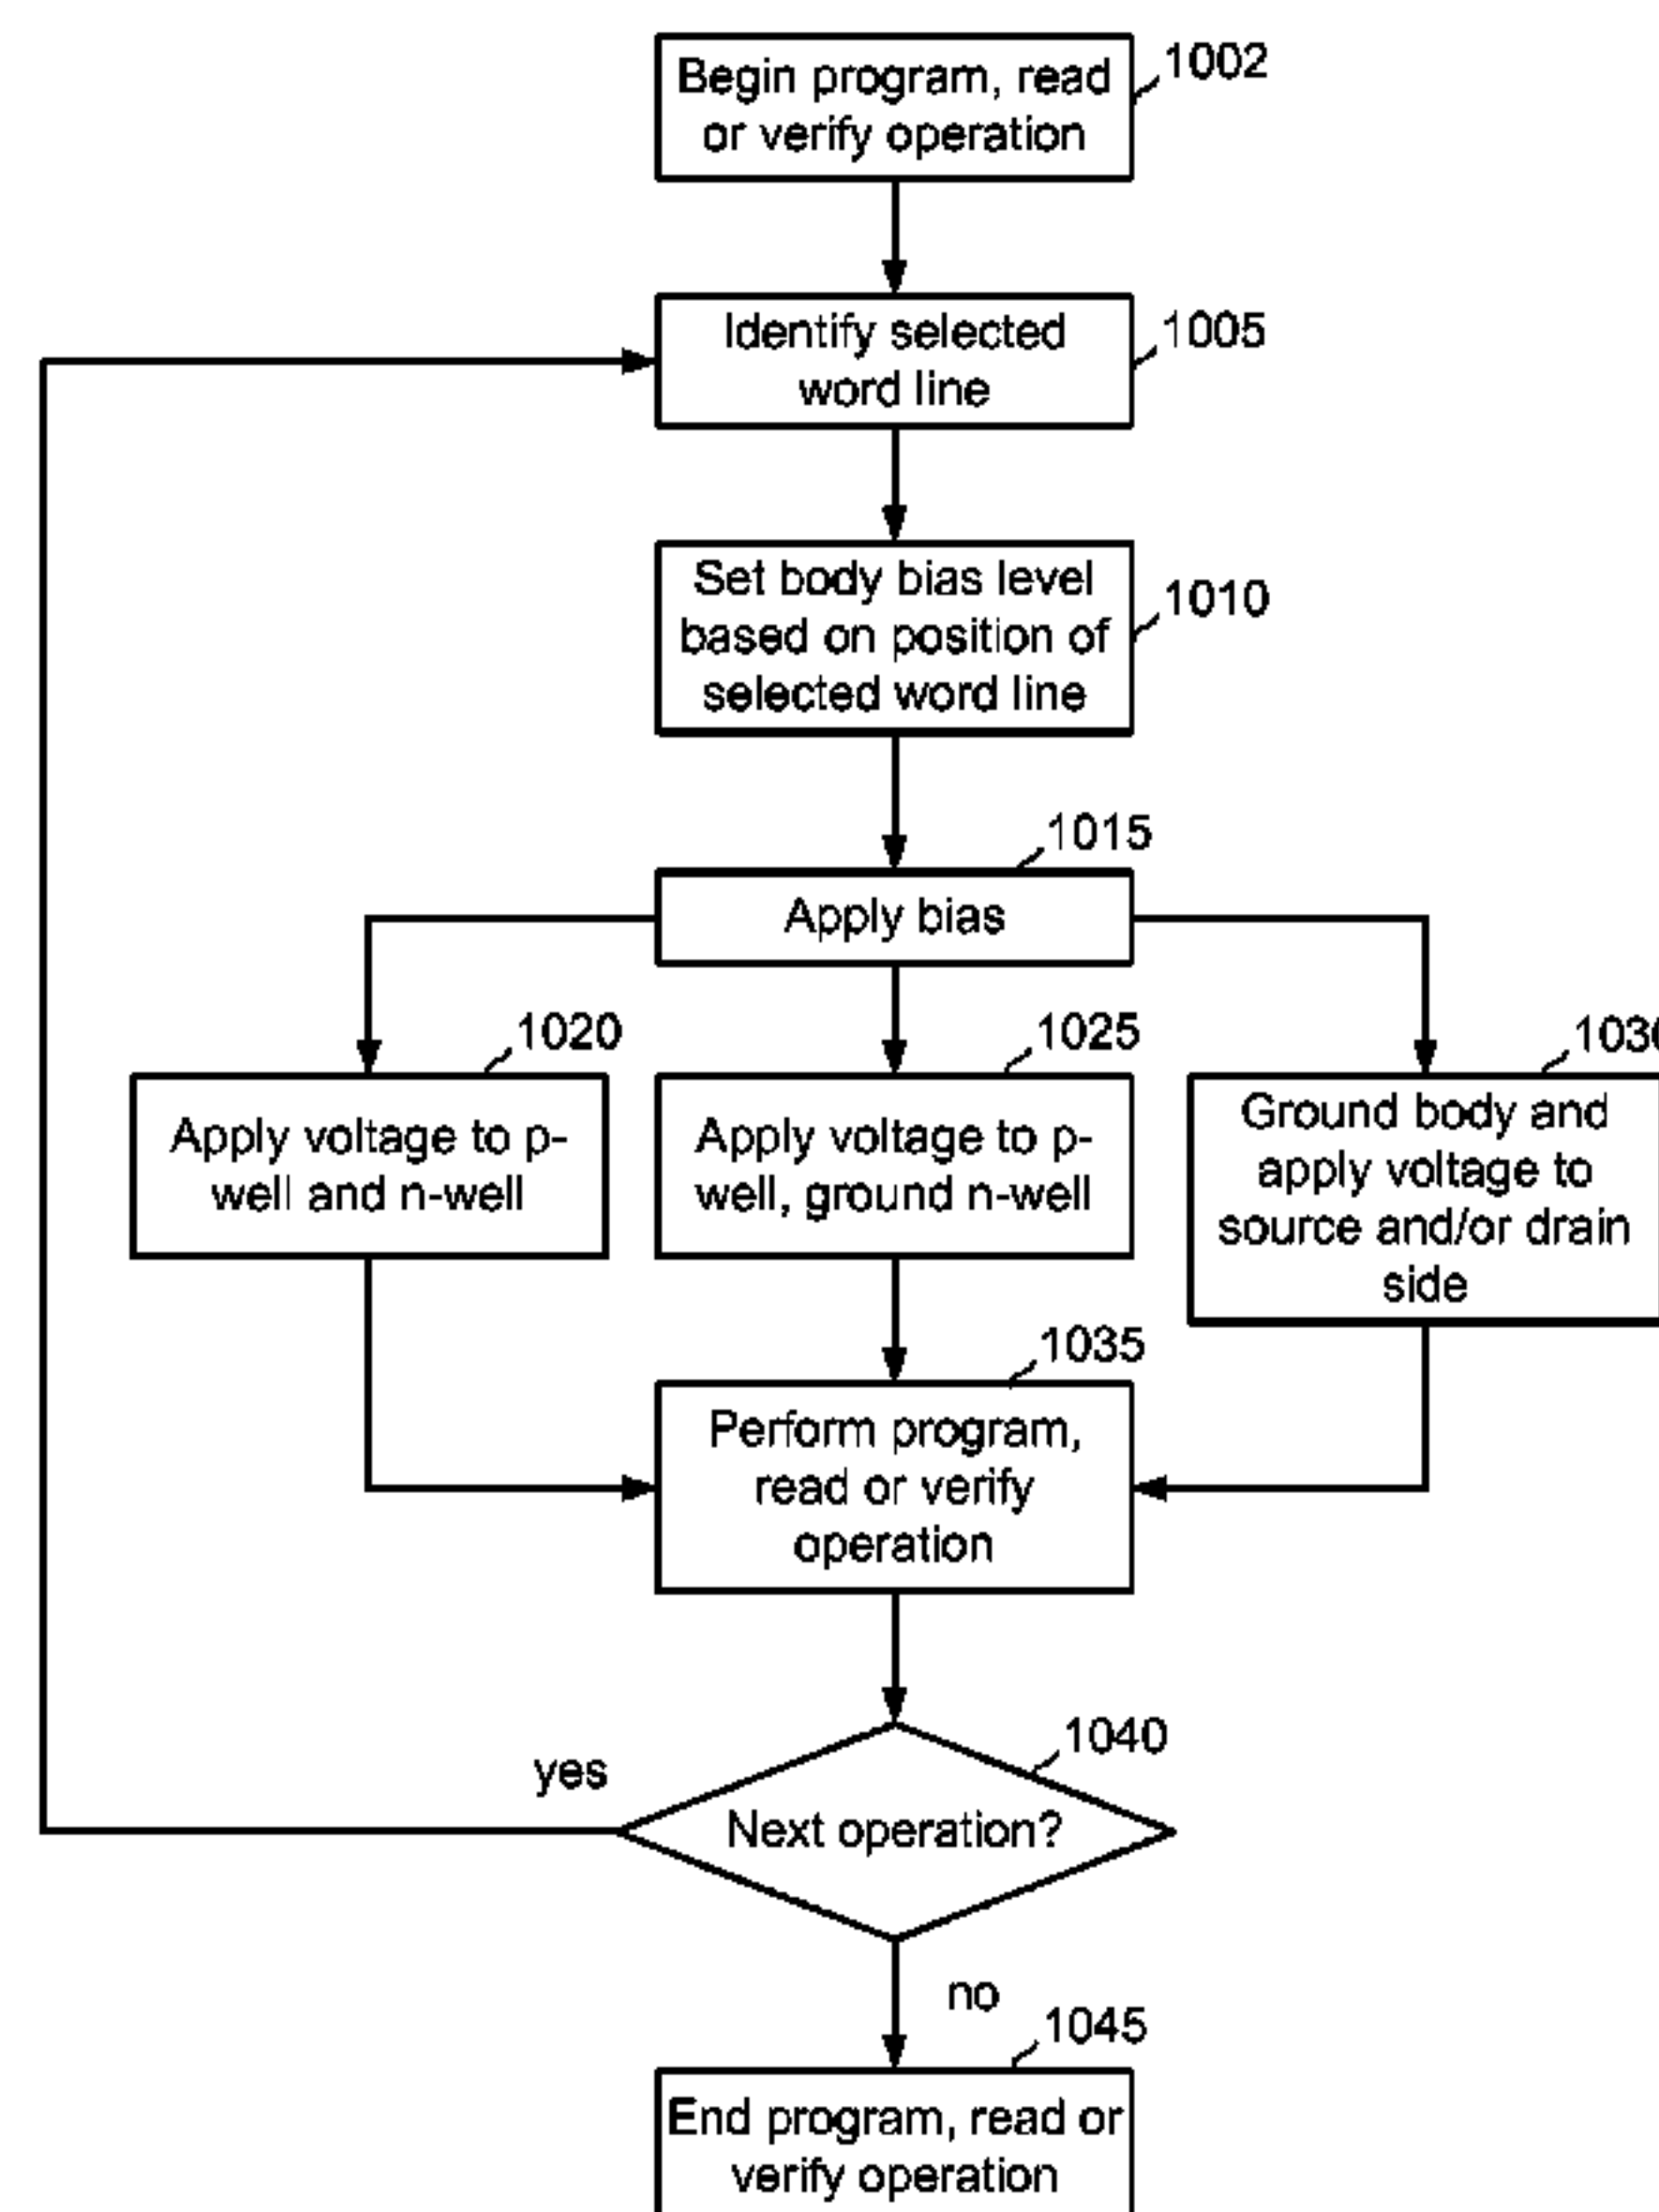 Begin program, read
or verify operation
1002
Identify selected
word line
1005
Set body bias level
based on position of
selected word line
1010
1015
Apply bias
1020
Apply voltage to p-
well and n-well
1025
Apply voltage to p-
well, ground n-well
1030
Ground body and
apply voltage to
source and/or drain
side
1035
Perform program,
read or verify
operation
1040
Next operation?
yes
no
1045
End program, read or
verify operation